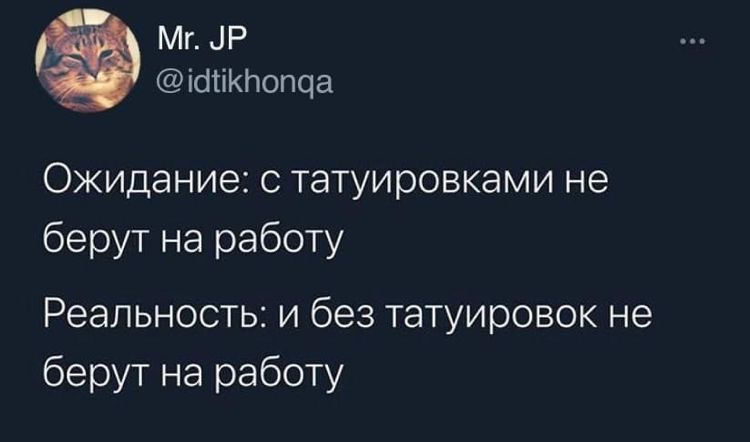 Mr. JP
@idtikhonqa
Ожидание: с татуировками не
берут на работу
Реальность: и без татуировок не
берут на работу